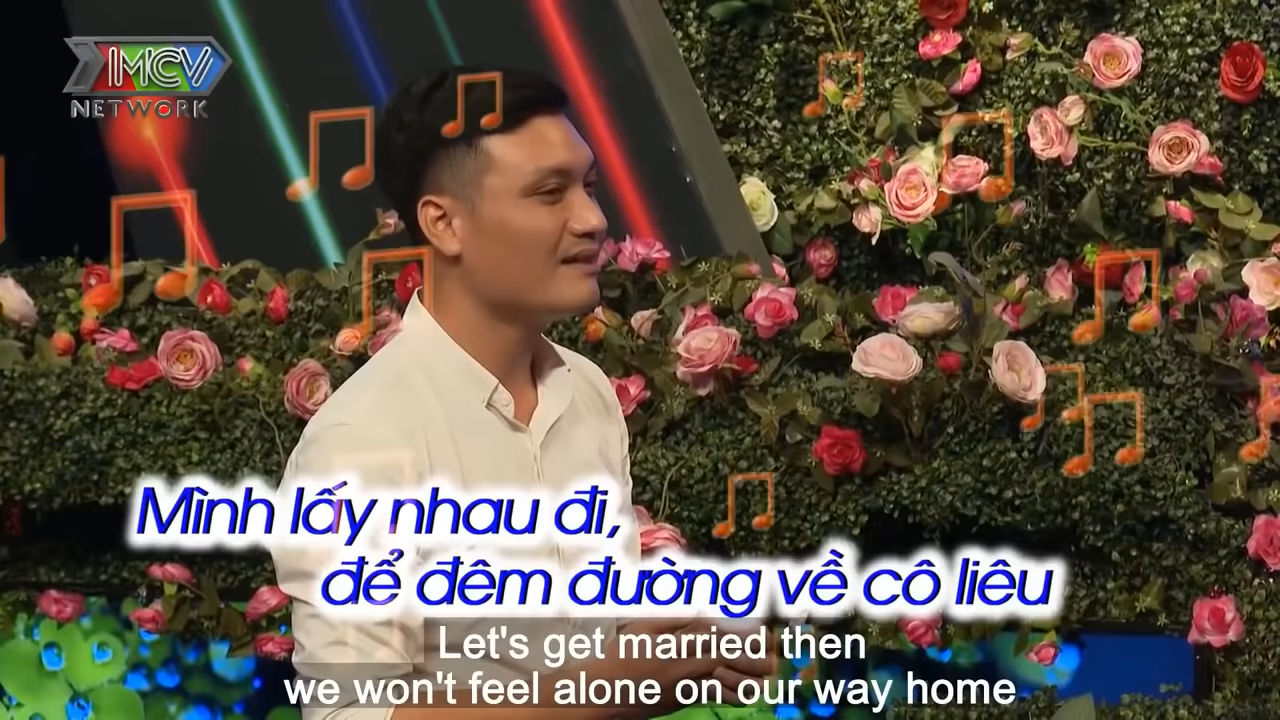 MCV
NETWORK
Mình lấy nhau đi,
để đêm đường về cô liêu
Let's get married then
we won't feel alone on our way home